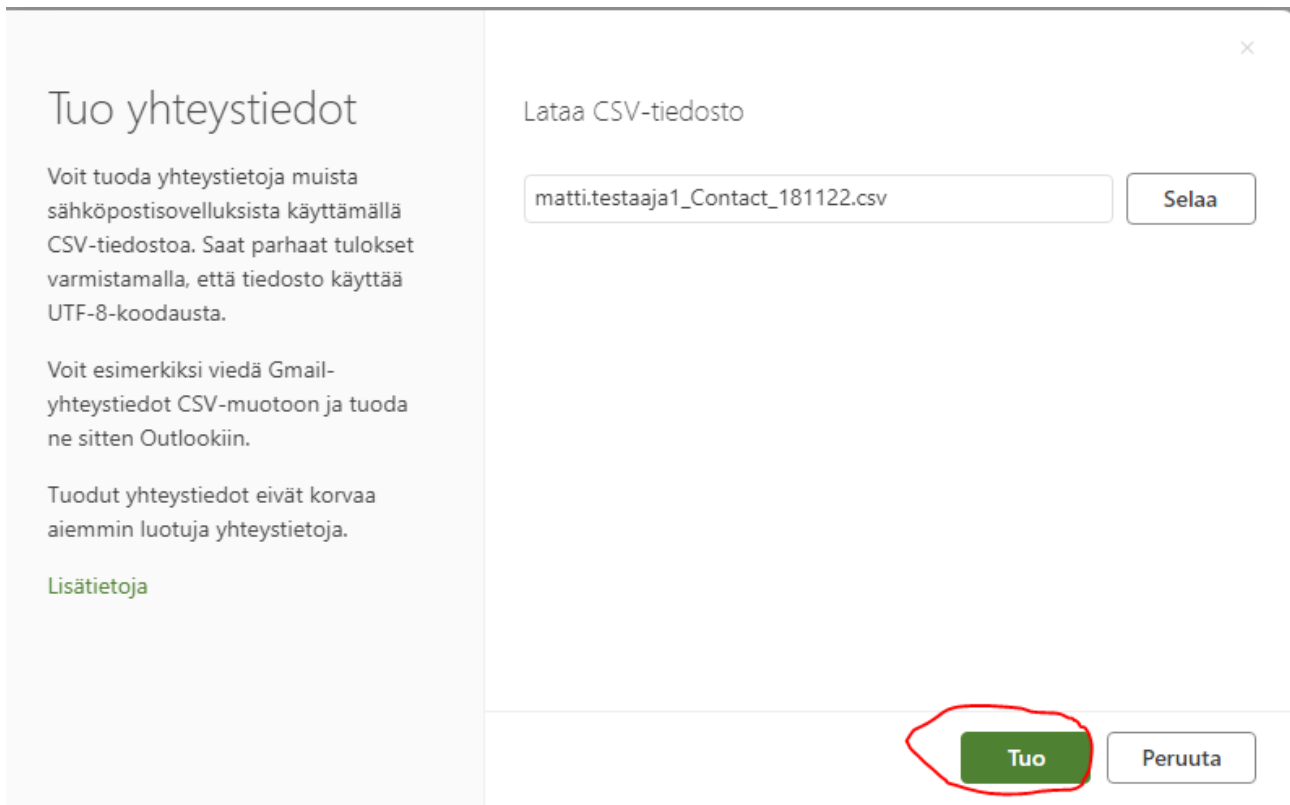 Tuo yhteystiedot
Voit tuoda yhteystietoja muista
sähköpostisovelluksista käyttämällä
CSV-tiedostoa. Saat parhaat tulokset
varmistamalla, että tiedosto käyttää
UTF-8-koodausta.
Voit esimerkiksi viedä Gmail-
yhteystiedot CSV-muotoon ja tuoda
ne sitten Outlookiin.
Tuodut yhteystiedot eivät korvaa
aiemmin luotuja yhteystietoja.
Lisätietoja
Lataa CSV-tiedosto
matti.testaaja1_Contact_181122.csv
Selaa
Tuo
Peruuta